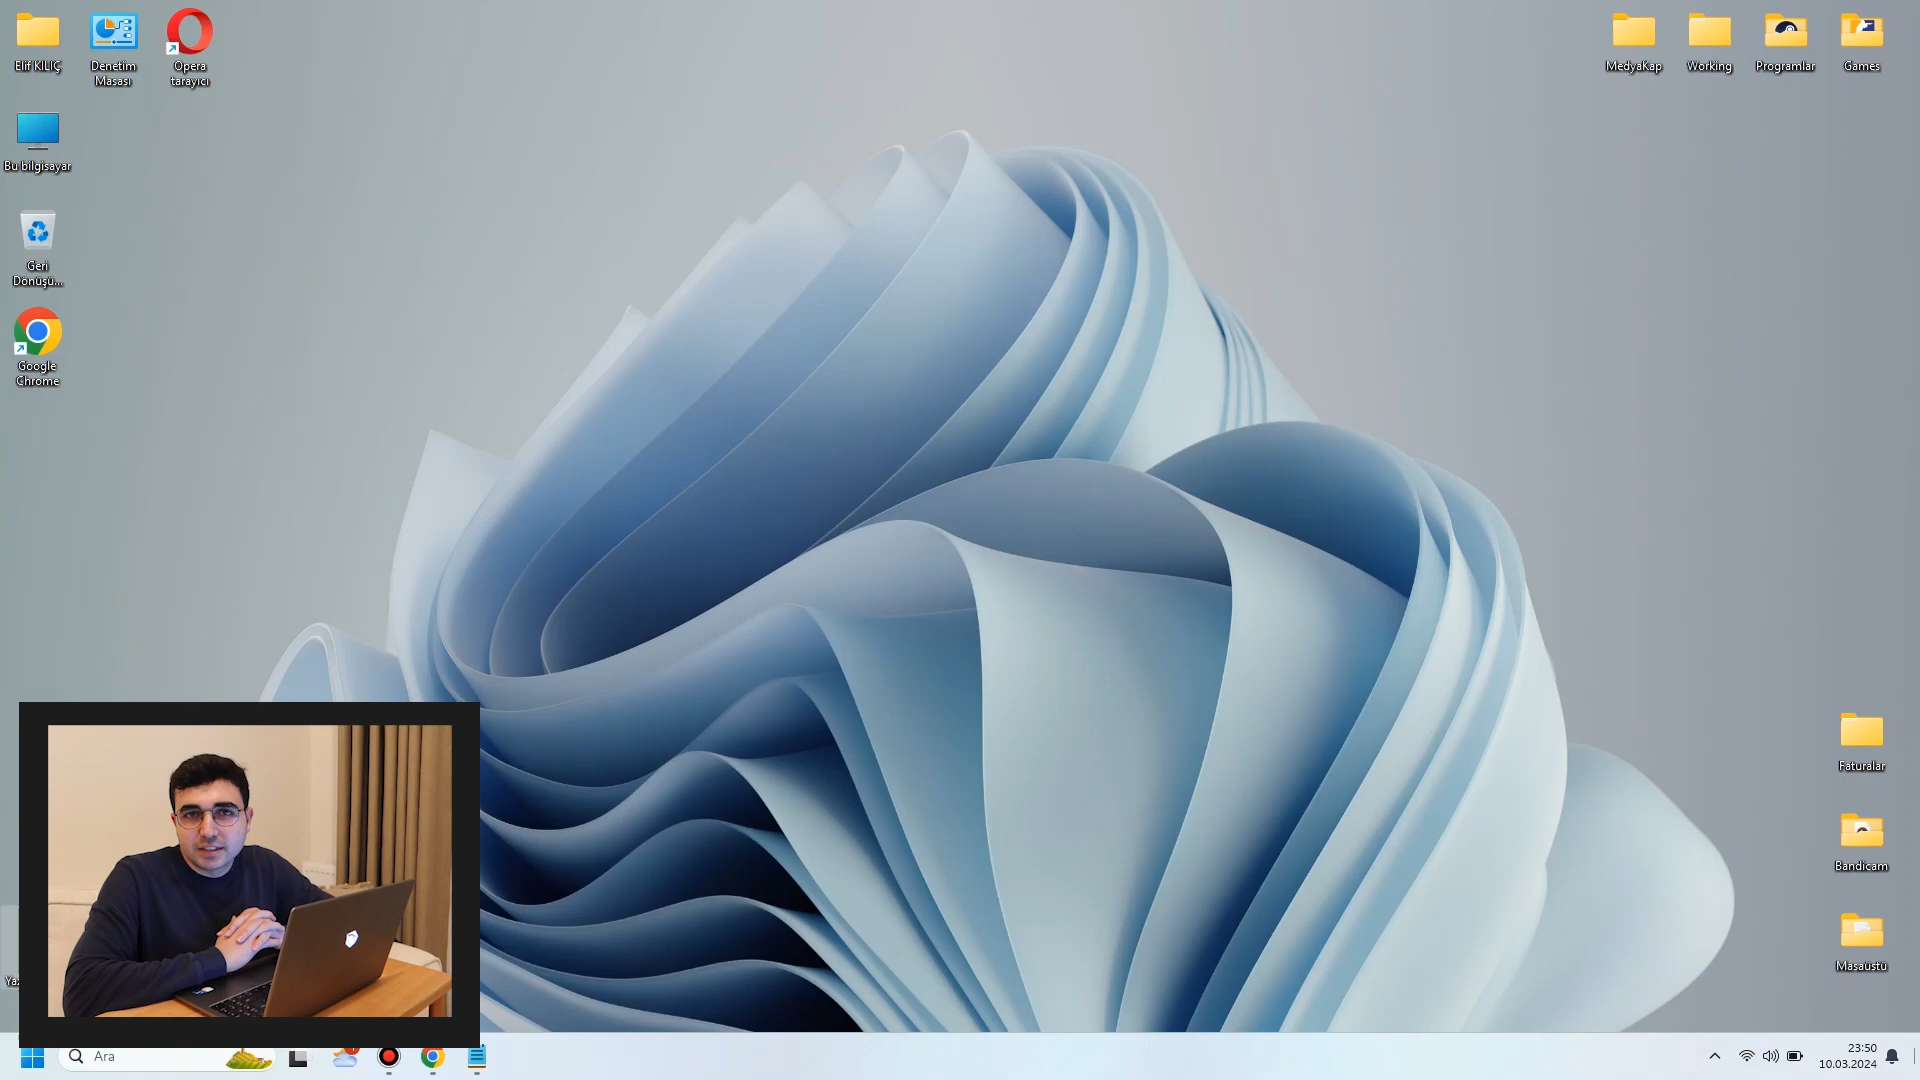 Elif KILIÇ
Denetim
Masası
Opera
tarayıcı
MedyaKap
Working
Programlar
Games
Bu bilgisayar
Geri
Dönüşü...
Google
Chrome
Faturalar
Bandicam
Masaüstü
Ara
23:50
10.03.2024